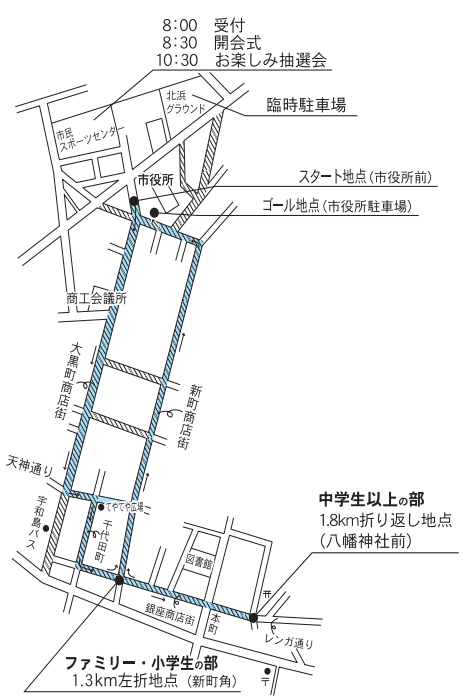 8:00 受付
8:30 開会式
10:30 お楽しみ抽選会
北浜
グラウンド
臨時駐車場
市民
スポーツセンター
市役所
スタート地点（市役所前）
ゴール地点（市役所駐車場）
商工会議所
大黒町商店街
新町商店街
天神通り
てやてや広場
宇和島バス
千代田町
中学生以上の部
1.8km折り返し地点
（八幡神社前）
図書館
銀座商店街
本町
レンガ通り
ファミリー・小学生の部
1.3km左折地点（新町角）
〒